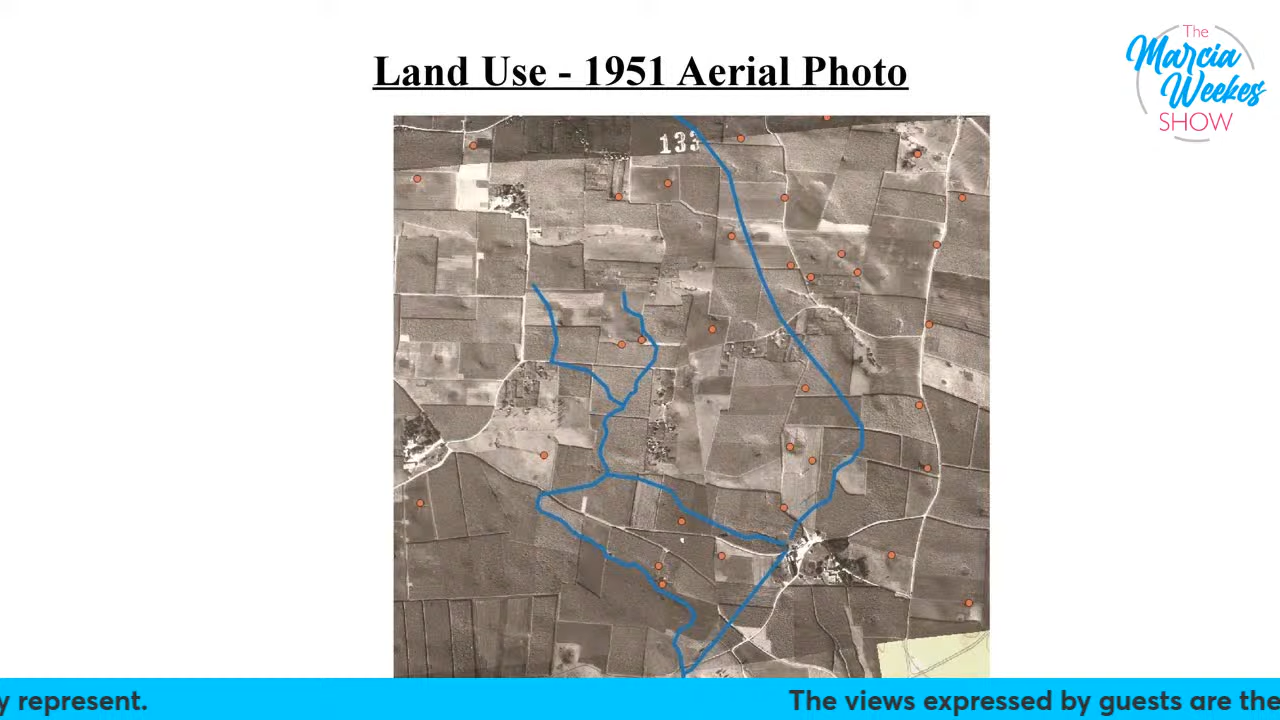 Land Use - 1951 Aerial Photo
The
Marcia
Weekes
SHOW
133
y represent.
The views expressed by guests are the